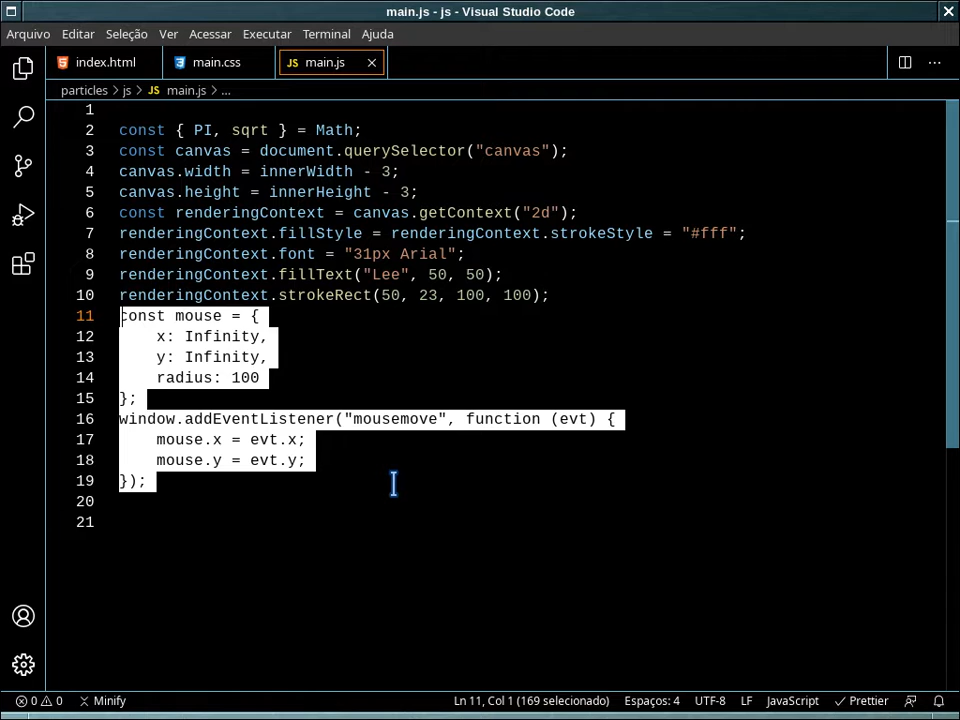 main.js - js - Visual Studio Code
Arquivo Editar Seleção Ver Acessar Executar Terminal Ajuda
index.html main.css JS main.js
particles > js > JS main.js > ...
1
2 const { PI, sqrt } = Math;
3 const canvas = document.querySelector("canvas");
4 canvas.width = innerWidth - 3;
5 canvas.height = innerHeight - 3;
6 const renderingContext = canvas.getContext("2d");
7 renderingContext.fillStyle = renderingContext.strokeStyle = "#fff";
8 renderingContext.font = "31px Arial";
9 renderingContext.fillText("Lee", 50, 50);
10 renderingContext.strokeRect(50, 23, 100, 100);
11 const mouse = {
12     x: Infinity,
13     y: Infinity,
14     radius: 100
15 };
16 window.addEventListener("mousemove", function (evt) {
17     mouse.x = evt.x;
18     mouse.y = evt.y;
19 });
20
21
0 0 Minify Ln 11, Col 1 (169 selecionado) Espaços: 4 UTF-8 LF JavaScript Prettier